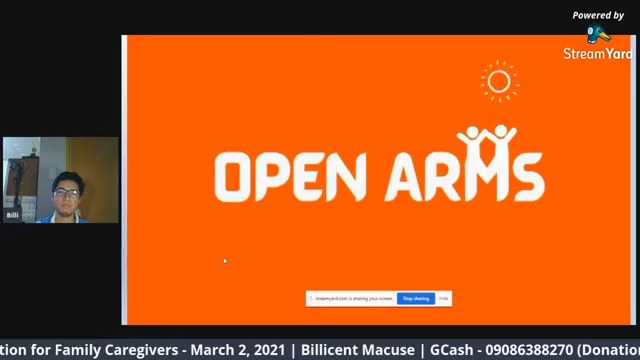 Powered by
StreamYard
OPEN ARMS
Billi
streamyard.com is sharing your screen.
Stop sharing
Hide
tion for Family Caregivers - March 2, 2021 | Billicent Macuse | GCash - 09086388270 (Donatio